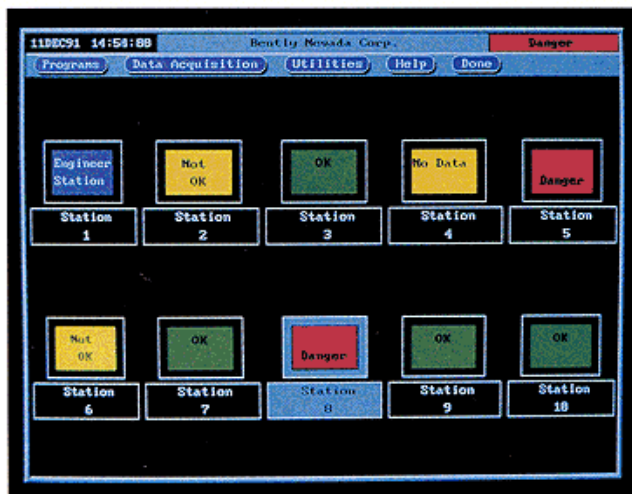 11DEC91 14:58:08 Bently Nevada Corp. Danger
Programs Data Acquisition Utilities Help Done
Engineer
Station
Not
OK
OK
No Data
Danger
Station
1
Station
2
Station
3
Station
4
Station
5
Not
OK
OK
Danger
OK
OK
Station
6
Station
7
Station
8
Station
9
Station
10